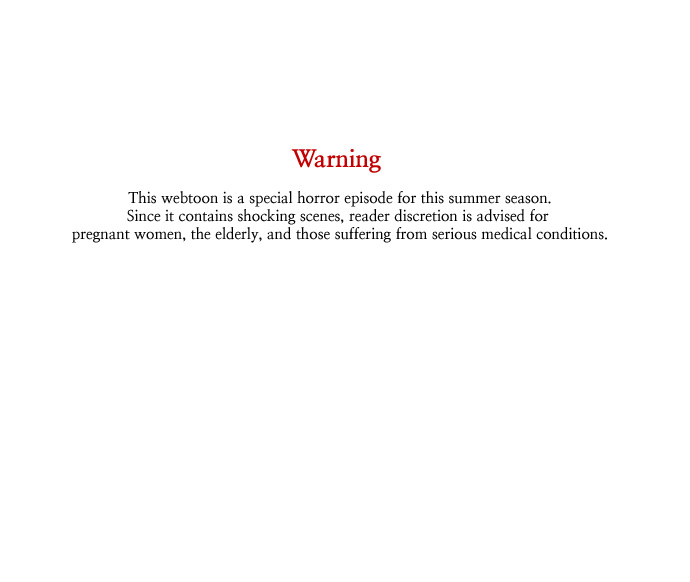 Warning
This webtoon is a special horror episode for this summer season.
Since it contains shocking scenes, reader discretion is advised for
pregnant women, the elderly, and those suffering from serious medical conditions.